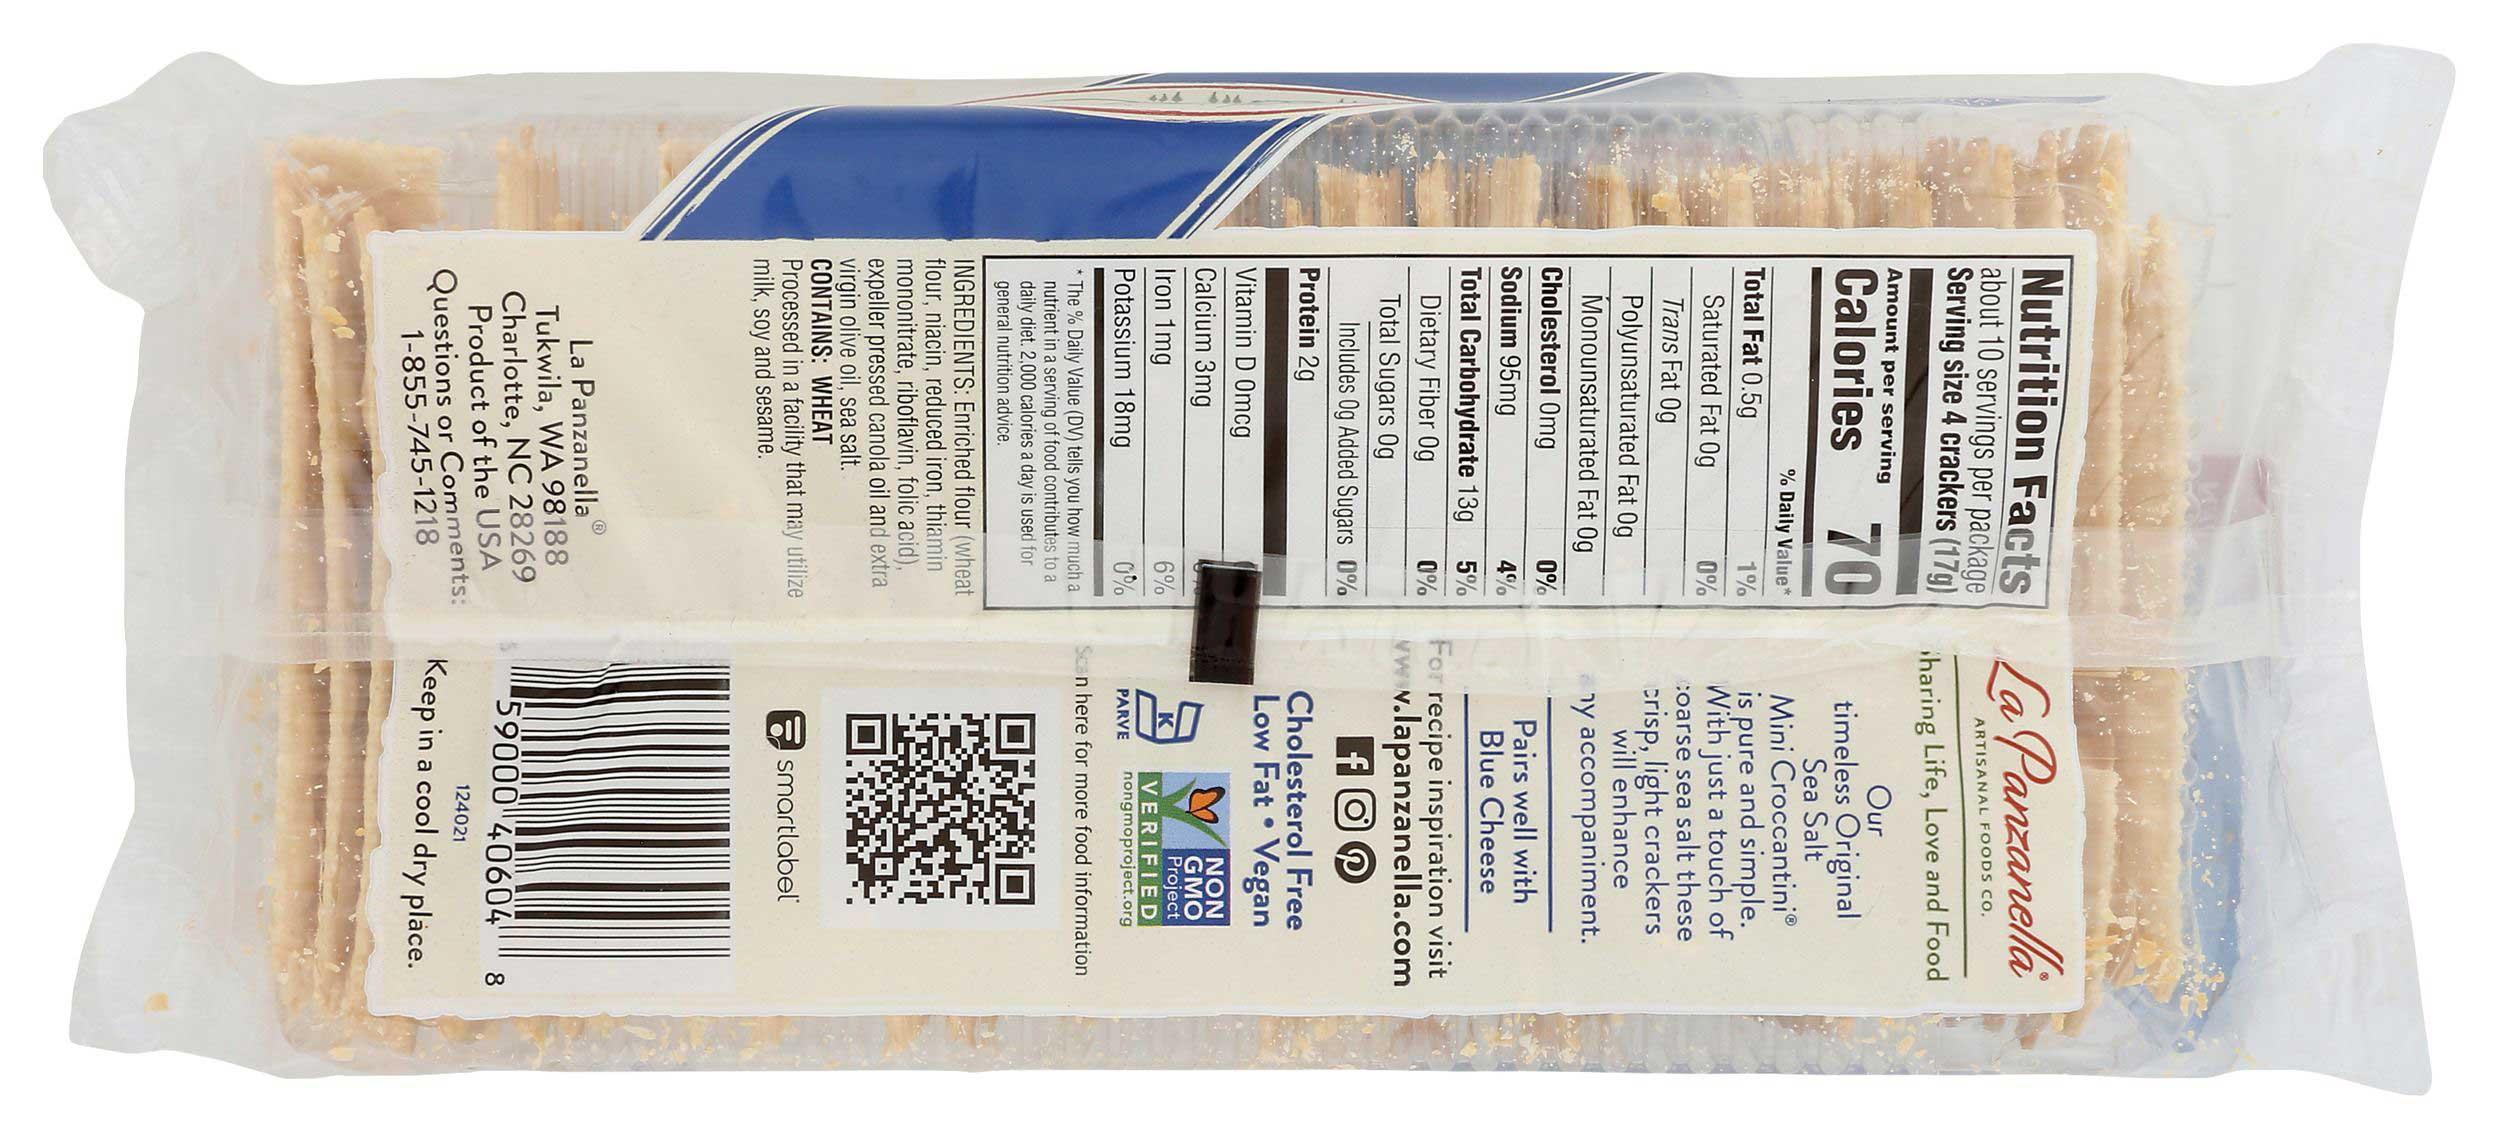 Nutrition Facts
about 10 servings per package
Serving size 4 crackers (17g)
Amount per serving
Calories 70
% Daily Value*
Total Fat 0.5g 1%
Saturated Fat 0g 0%
Trans Fat 0g
Polyunsaturated Fat 0g
Monounsaturated Fat 0g
Cholesterol 0mg 0%
Sodium 95mg 4%
Total Carbohydrate 13g 5%
Dietary Fiber 0g 0%
Total Sugars 0g
Includes 0g Added Sugars 0%
Protein 2g
Vitamin D 0mcg
Calcium 3mg
Iron 1mg 6%
Potassium 18mg 0%
* The % Daily Value (DV) tells you how much a
nutrient in a serving of food contributes to a
daily diet. 2,000 calories a day is used for
general nutrition advice.
INGREDIENTS: Enriched flour (wheat
flour, niacin, reduced iron, thiamin
mononitrate, riboflavin, folic acid),
expeller pressed canola oil and extra
virgin olive oil, sea salt.
CONTAINS: WHEAT
Processed in a facility that may utilize
milk, soy and sesame.
La Panzanella®
Tukwila, WA 98188
Charlotte, NC 28269
Product of the USA
Questions or Comments:
1-855-745-1218
La Panzanella®
ARTISANAL FOODS CO.
haring Life, Love and Food
Our
timeless Original
Sea Salt
Mini Croccantini®
is pure and simple.
With just a touch of
coarse sea salt these
crisp, light crackers
will enhance
any accompaniment.
Pairs well with
Blue Cheese
For recipe inspiration visit
www.lapanzanella.com
Cholesterol Free
Low Fat • Vegan
K
PARVE
NON
GMO
Project
VERIFIED
nongmoproject.org
Scan here for more food information
smartlabel
59000 40604 8
124021
Keep in a cool dry place.